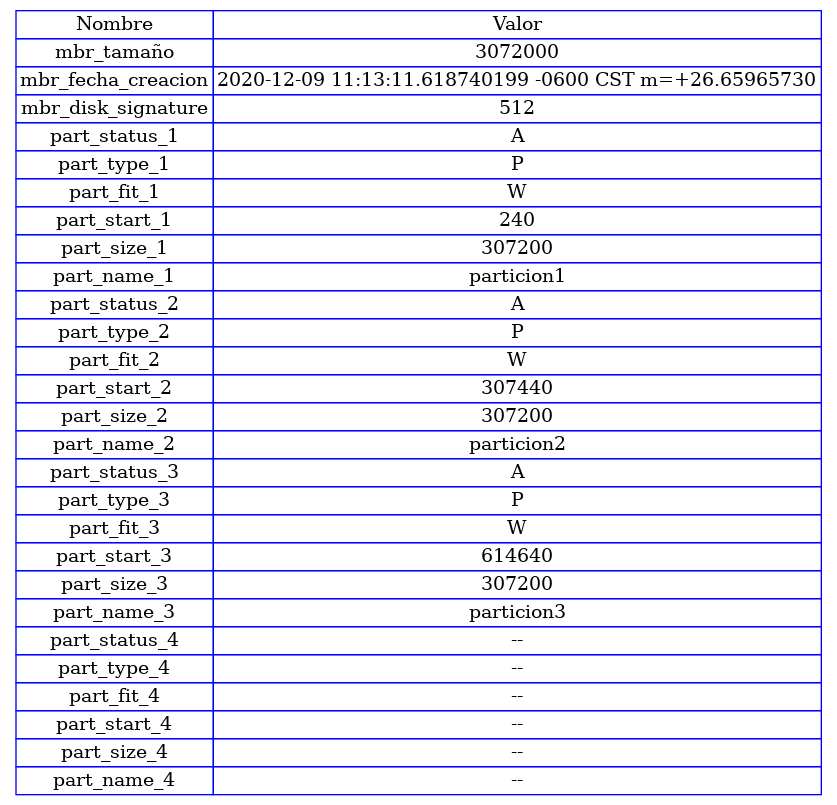 Nombre Valor
mbr_tamaño 3072000
mbr_fecha_creacion 2020-12-09 11:13:11.618740199 -0600 CST m=+26.65965730
mbr_disk_signature 512
part_status_1 A
part_type_1 P
part_fit_1 W
part_start_1 240
part_size_1 307200
part_name_1 particion1
part_status_2 A
part_type_2 P
part_fit_2 W
part_start_2 307440
part_size_2 307200
part_name_2 particion2
part_status_3 A
part_type_3 P
part_fit_3 W
part_start_3 614640
part_size_3 307200
part_name_3 particion3
part_status_4 --
part_type_4 --
part_fit_4 --
part_start_4 --
part_size_4 --
part_name_4 --